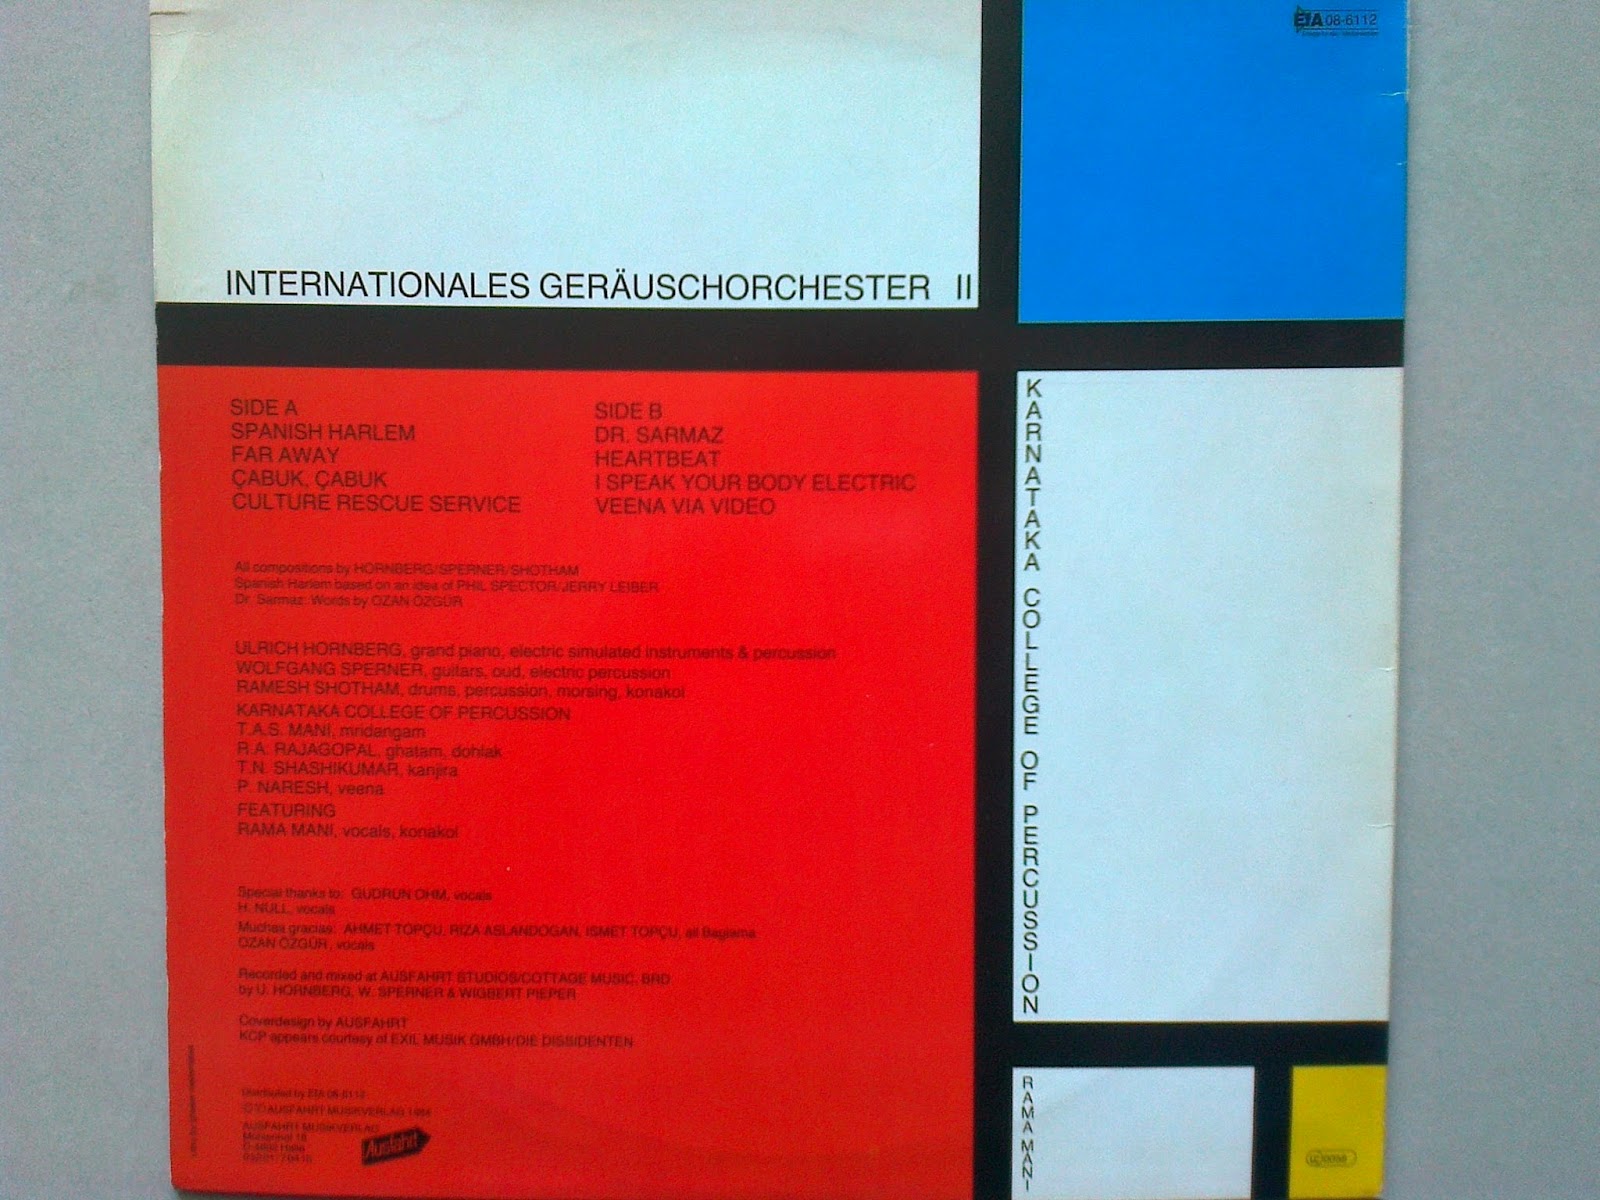 EfA 08-6112
INTERNATIONALES GERÄUSCHORCHESTER II
SIDE A
SPANISH HARLEM
FAR AWAY
ÇABUK, ÇABUK
CULTURE RESCUE SERVICE
SIDE B
DR. SARMAZ
HEARTBEAT
I SPEAK YOUR BODY ELECTRIC
VEENA VIA VIDEO
All compositions by HORNBERG/SPERNER/SHOTHAM
Spanish Harlem based on an idea of PHIL SPECTOR/JERRY LEIBER
Dr. Sarmaz: Words by OZAN ÖZGÜR
ULRICH HORNBERG, grand piano, electric simulated instruments & percussion
WOLFGANG SPERNER, guitars, oud, electric percussion
RAMESH SHOTHAM, drums, percussion, morsing, konakol
KARNATAKA COLLEGE OF PERCUSSION
T.A.S. MANI, mridangam
R.A. RAJAGOPAL, ghatam, dohlak
T.N. SHASHIKUMAR, kanjira
P. NARESH, veena
FEATURING
RAMA MANI, vocals, konakol
Special thanks to: GUDRUN OHM, vocals
H. NULL, vocals
Muchas gracias: AHMET TOPÇU, RIZA ASLANDOGAN, ISMET TOPÇU, all Baglama
OZAN ÖZGÜR, vocals
Recorded and mixed at AUSFAHRT STUDIOS/COTTAGE MUSIC, BRD
by U. HORNBERG, W. SPERNER & WIGBERT PIEPER
Coverdesign by AUSFAHRT
KCP appears courtesy of EXIL MUSIK GMBH/DIE DISSIDENTEN
Distributed by EfA 08-6112
AUSFAHRT MUSIKVERLAG 1984
AUSFAHRT MUSIKVERLAG
Ausfahrt
KARNATAKA COLLEGE OF PERCUSSION
RAMA MANI